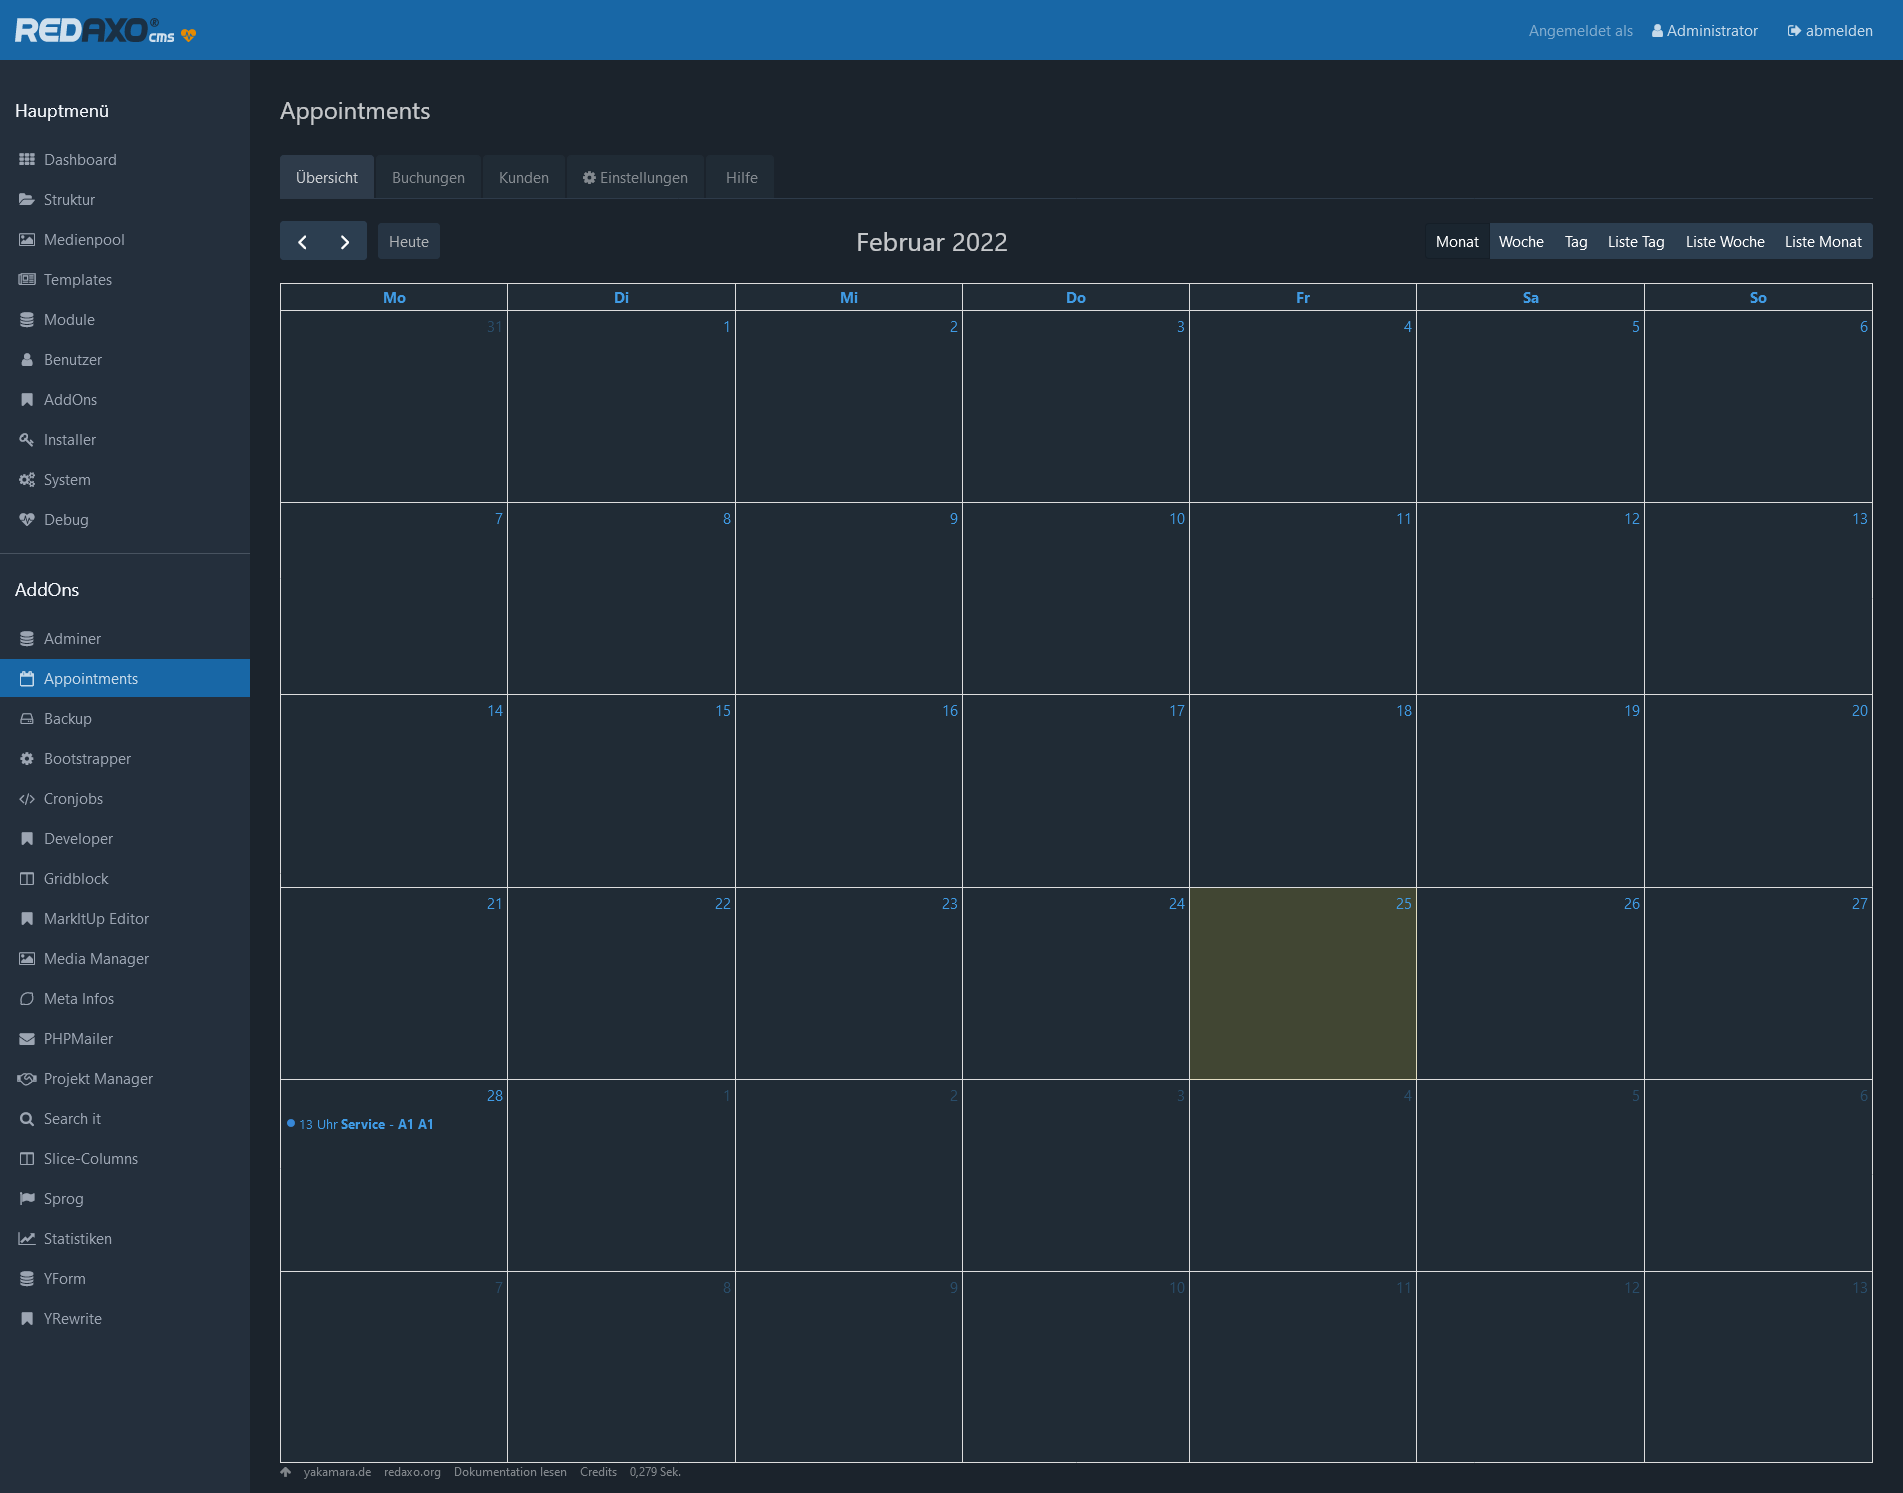 REDAXO® cms
Angemeldet als Administrator abmelden
Hauptmenü
Dashboard
Struktur
Medienpool
Templates
Module
Benutzer
AddOns
Installer
System
Debug
AddOns
Adminer
Appointments
Backup
Bootstrapper
Cronjobs
Developer
Gridblock
MarkItUp Editor
Media Manager
Meta Infos
PHPMailer
Projekt Manager
Search it
Slice-Columns
Sprog
Statistiken
YForm
YRewrite
Appointments
Übersicht Buchungen Kunden Einstellungen Hilfe
Heute Februar 2022 Monat Woche Tag Liste Tag Liste Woche Liste Monat
Mo Di Mi Do Fr Sa So
31 1 2 3 4 5 6
7 8 9 10 11 12 13
14 15 16 17 18 19 20
21 22 23 24 25 26 27
28 1 2 3 4 5 6
13 Uhr Service - A1 A1
7 8 9 10 11 12 13
yakamara.de redaxo.org Dokumentation lesen Credits 0,279 Sek.